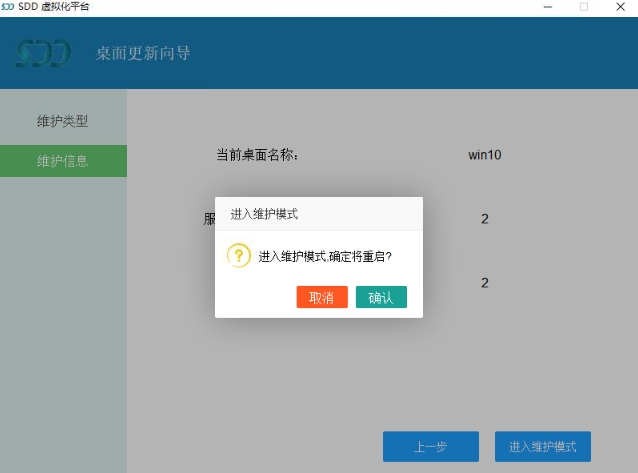 SDD 虚拟化平台
SDD 桌面更新向导
维护类型
维护信息
当前桌面名称: win10
服 2
2
进入维护模式
进入维护模式,确定将重启?
取消 确认
上一步 进入维护模式